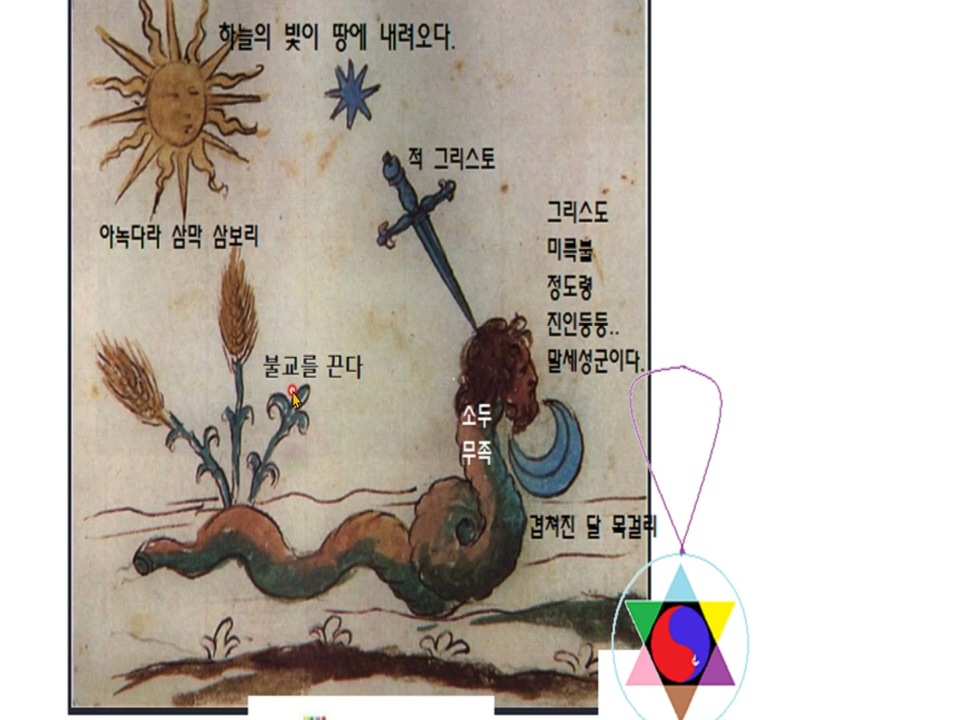 하늘의 빛이 땅에 내려오다.
적 그리스토
그리스도
미륵불
정도령
진인등등..
말세성군이다.
아녹다라 삼막 삼보리
불교를 끈다
소두
무족
겹쳐진 달 목걸리